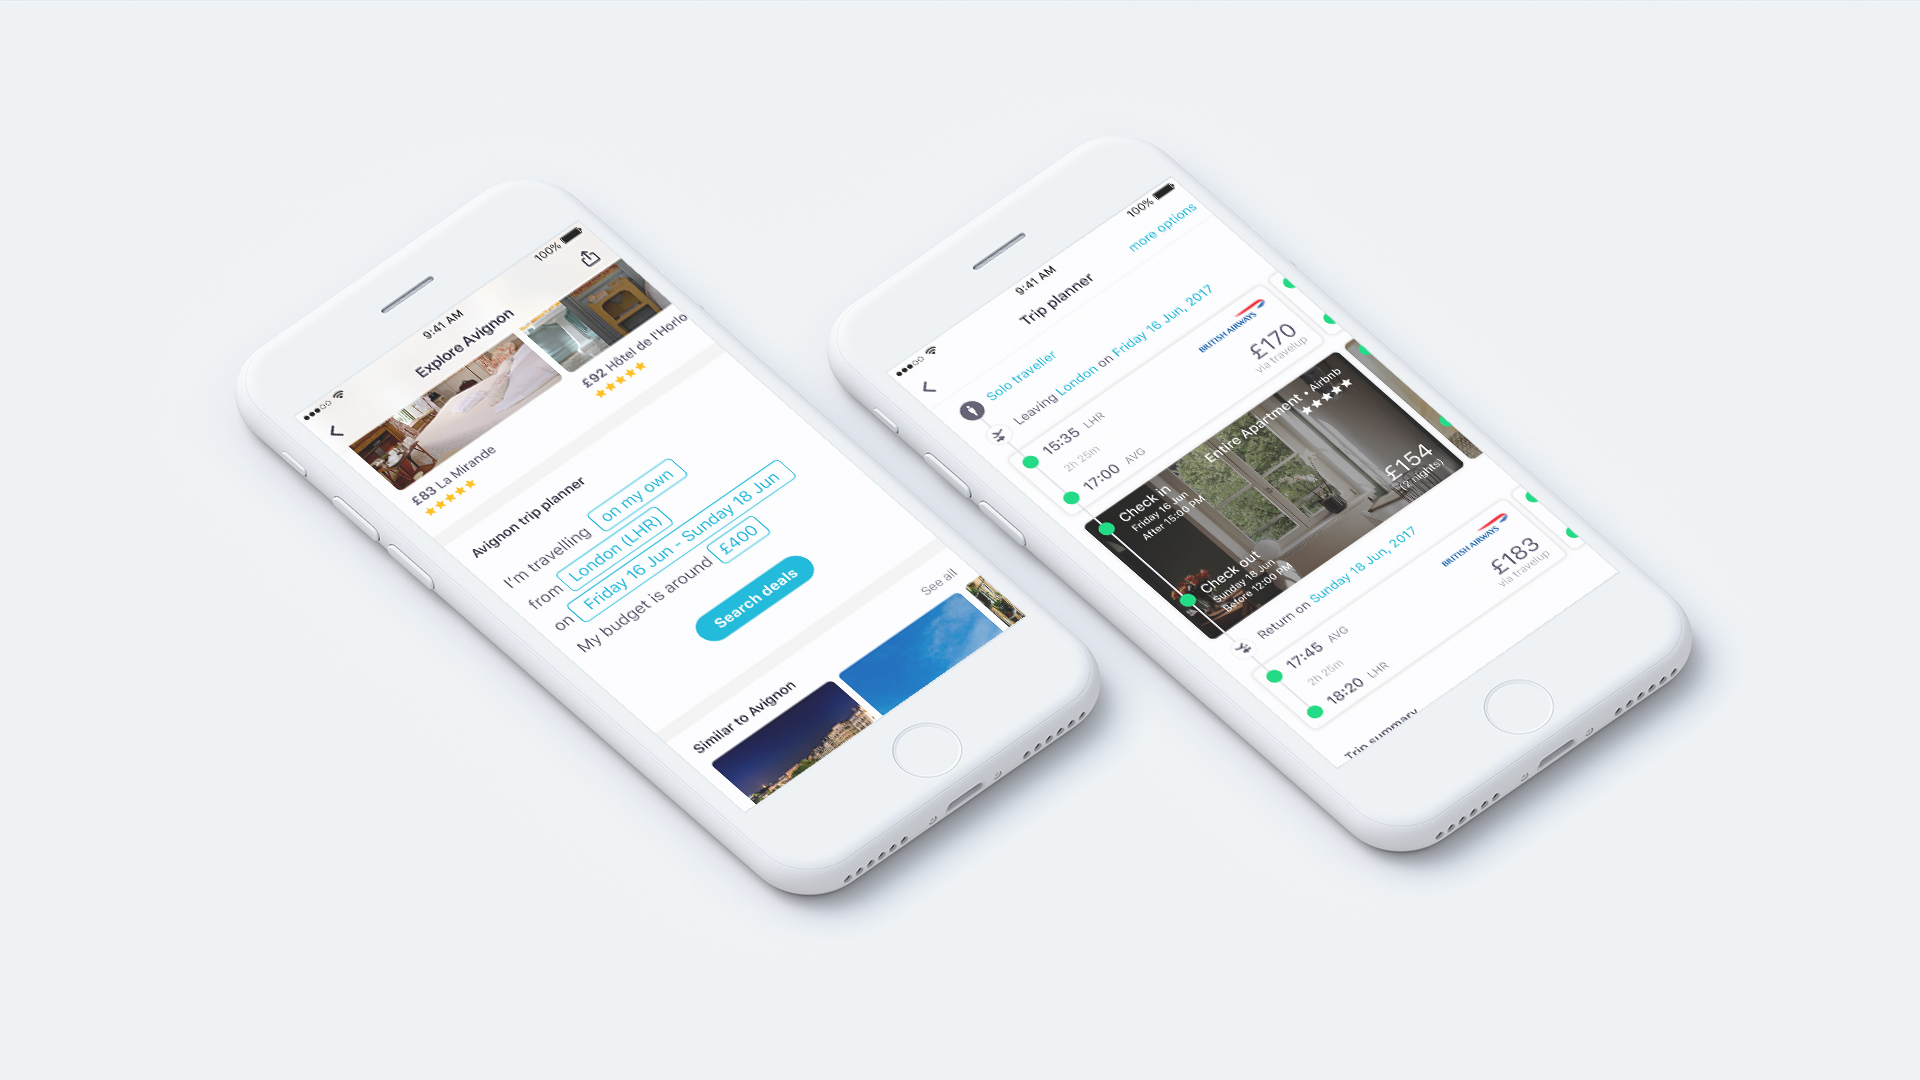 9:41 AM
100%
Explore Avignon
£83 La Mirande
£92 Hôtel de l'Horlo
Avignon trip planner
I'm travelling on my own
from London (LHR)
on Friday 16 Jun - Sunday 18 Jun
My budget is around £400
Search deals
Similar to Avignon
See all
9:41 AM
100%
Trip planner
more options
Solo traveller
Leaving London on Friday 16 Jun, 2017
15:35 LHR
2h 25m
17:00 AVG
BRITISH AIRWAYS
£170
via travelup
Entire Apartment • Airbnb
Check in
Friday 16 Jun
After 15:00 PM
£154
(2 nights)
Check out
Sunday 18 Jun
Before 12:00 PM
Return on Sunday 18 Jun, 2017
17:45 AVG
2h 25m
18:20 LHR
BRITISH AIRWAYS
£183
via travelup
Trip summary